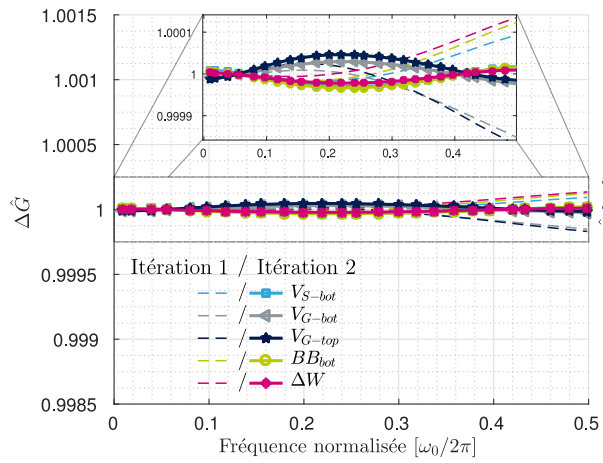 1.0015
1.001
1.0005
1
0.9995
0.999
0.9985
1.0001
1
0.9999
0 0.1 0.2 0.3 0.4
ΔĜ
Itération 1 / Itération 2
/ V_{S-bot}
/ V_{G-bot}
/ V_{G-top}
/ BB_{bot}
/ ΔW
0 0.1 0.2 0.3 0.4 0.5
Fréquence normalisée [ω₀/2π]